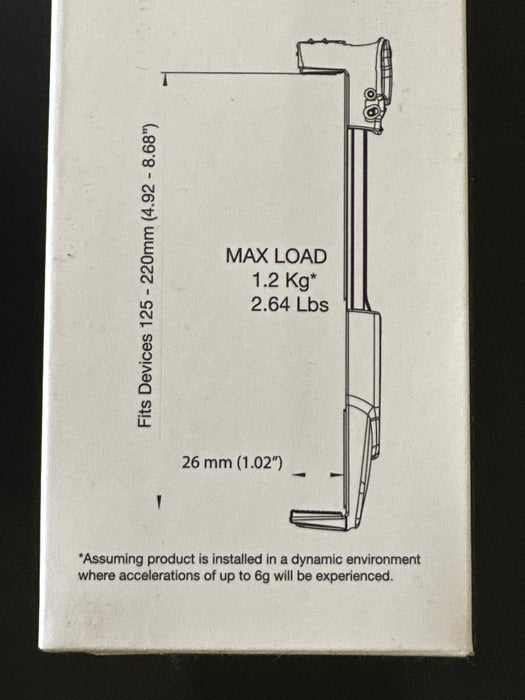 Fits Devices 125 - 220mm (4.92 - 8.68")
MAX LOAD
1.2 Kg*
2.64 Lbs
26 mm (1.02")
*Assuming product is installed in a dynamic environment
where accelerations of up to 6g will be experienced.